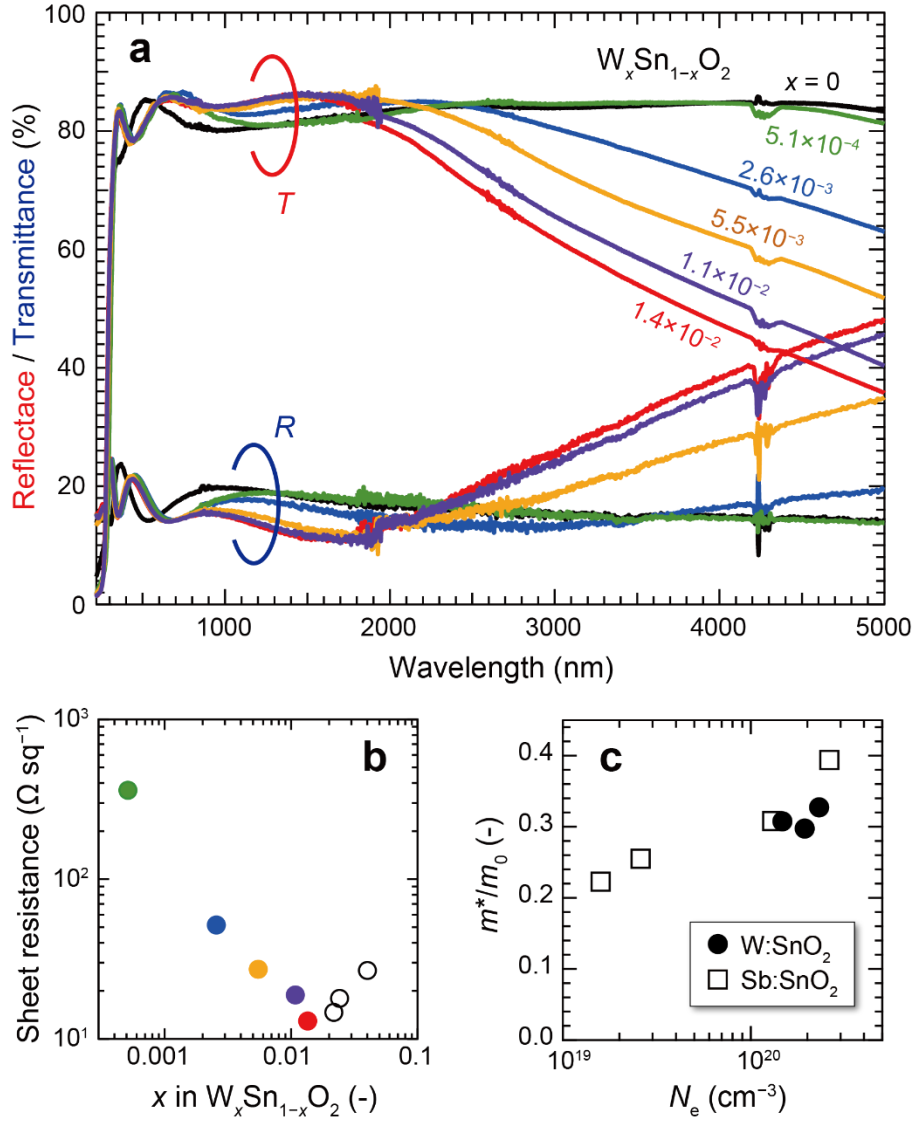 a
Reflectace / Transmittance (%)
100
80
60
40
20
0
WₓSn₁₋ₓO₂
x = 0
5.1×10⁻⁴
2.6×10⁻³
5.5×10⁻³
1.1×10⁻²
1.4×10⁻²
T
R
1000 2000 3000 4000 5000
Wavelength (nm)
b
Sheet resistance (Ω sq⁻¹)
10³
10²
10¹
0.001 0.01 0.1
x in WₓSn₁₋ₓO₂ (-)
c
m*/m₀ (-)
0.4
0.3
0.2
0.1
0.0
W:SnO₂
Sb:SnO₂
10¹⁹ 10²⁰
Nₑ (cm⁻³)